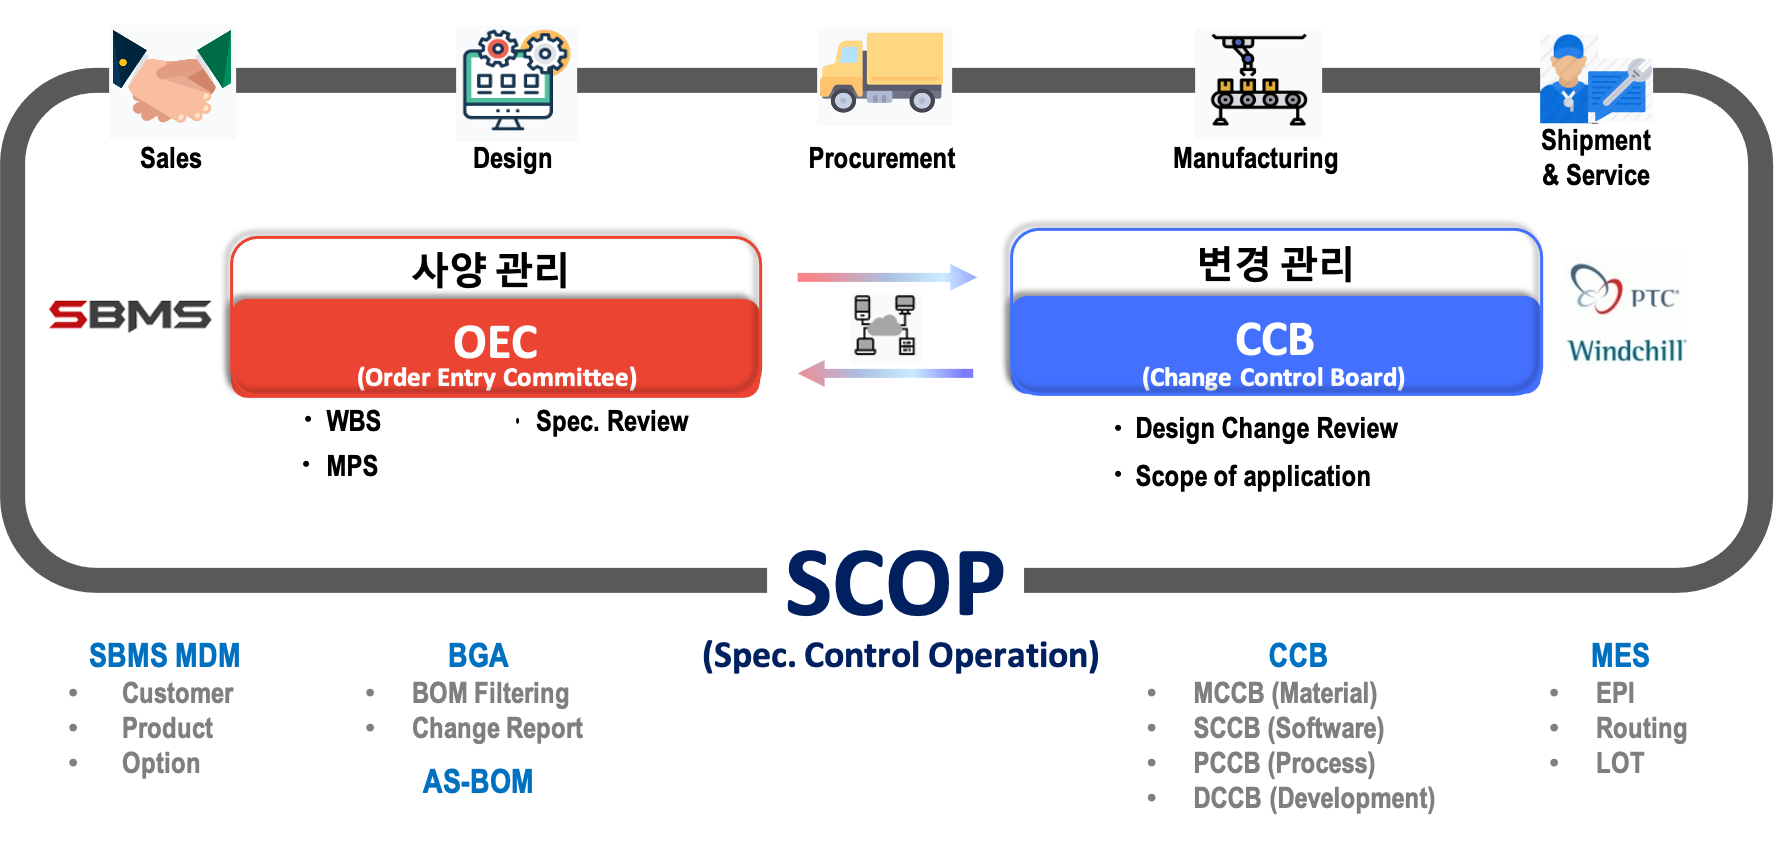 Sales
Design
Procurement
Manufacturing
Shipment
& Service
SBMS
사양 관리
OEC
(Order Entry Committee)
• WBS
• Spec. Review
• MPS
변경 관리
CCB
(Change Control Board)
• Design Change Review
• Scope of application
PTC®
Windchill
SCOP
(Spec. Control Operation)
SBMS MDM
• Customer
• Product
• Option
BGA
• BOM Filtering
• Change Report
AS-BOM
CCB
• MCCB (Material)
• SCCB (Software)
• PCCB (Process)
• DCCB (Development)
MES
• EPI
• Routing
• LOT